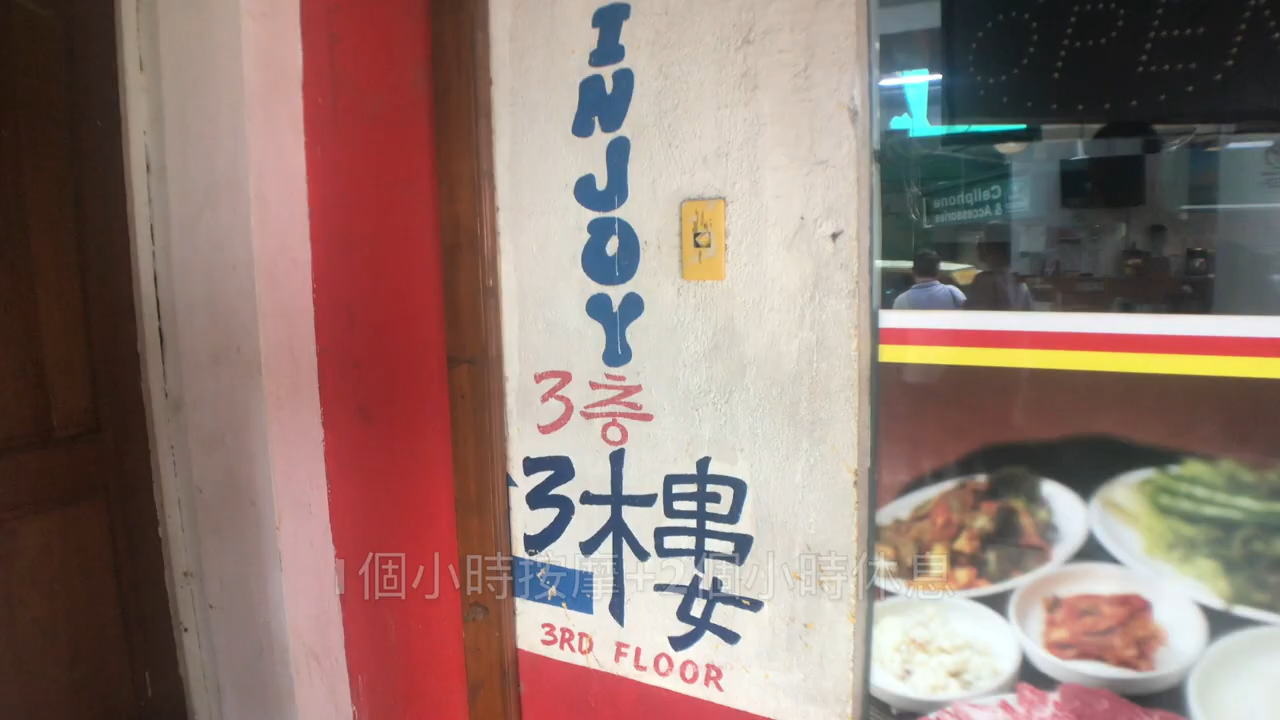 INJOY
3층
3樓
3RD FLOOR
1個小時按摩+2個小時休息
OPEN
Cellphone
& Accessories